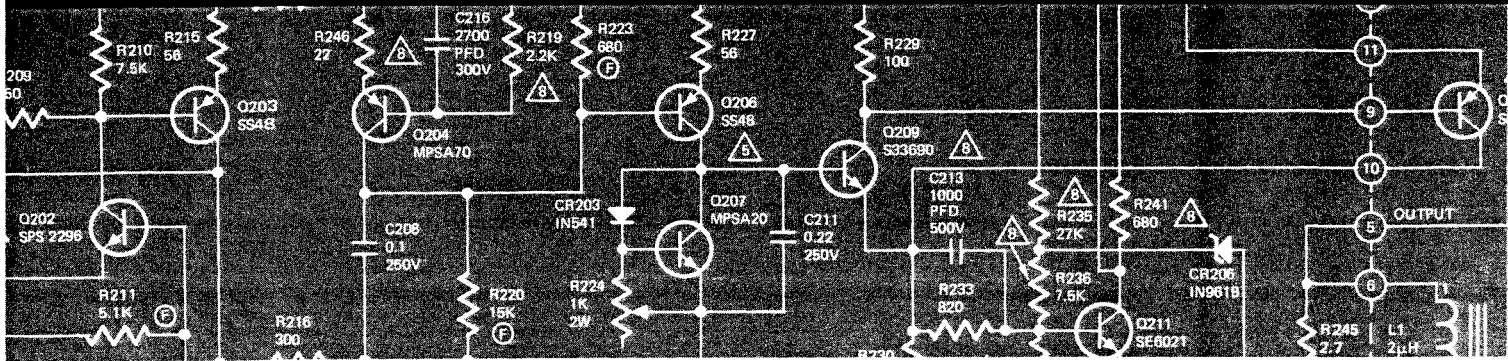 R210
7.5K
R215
56
R246
22
8
C216
2700
PFD
300V
R219
2.2K
8
R223
680
F
R227
56
R229
100
11
209
Q203
SS48
Q204
MPSA70
Q206
SS48
5
Q209
S33690
8
9
10
Q202
SPS 2296
C208
0.1
250V
CR203
IN541
Q207
MPSA20
C211
0.22
250V
C213
1000
PFD
500V
8
8
R235
27K
R241
680
8
5
OUTPUT
R211
5.1K
F
R216
300
R220
15K
F
R224
1K
2W
R233
820
R236
7.5K
CR206
6
Q211
SE6021
R230
R245
2.7
L1
2μH